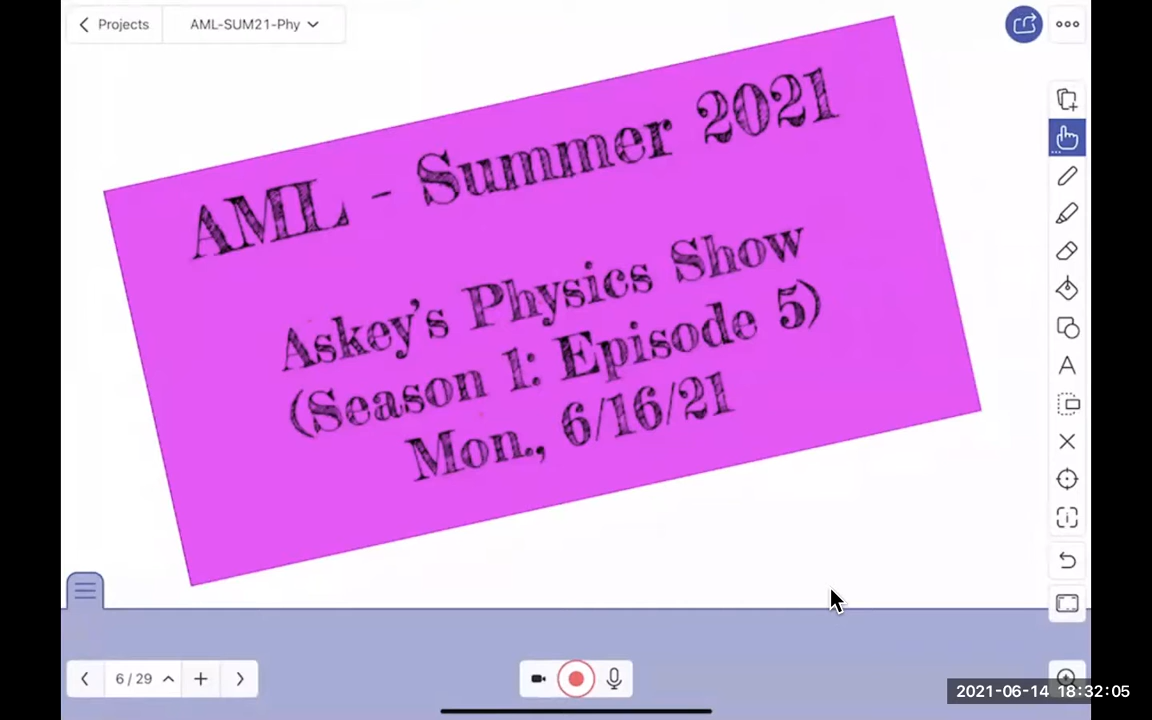 Projects
AML-SUM21-Phy
AML - Summer 2021
Askey's Physics Show
(Season 1: Episode 5)
Mon., 6/16/21
A
6 / 29
2021-06-14 18:32:05